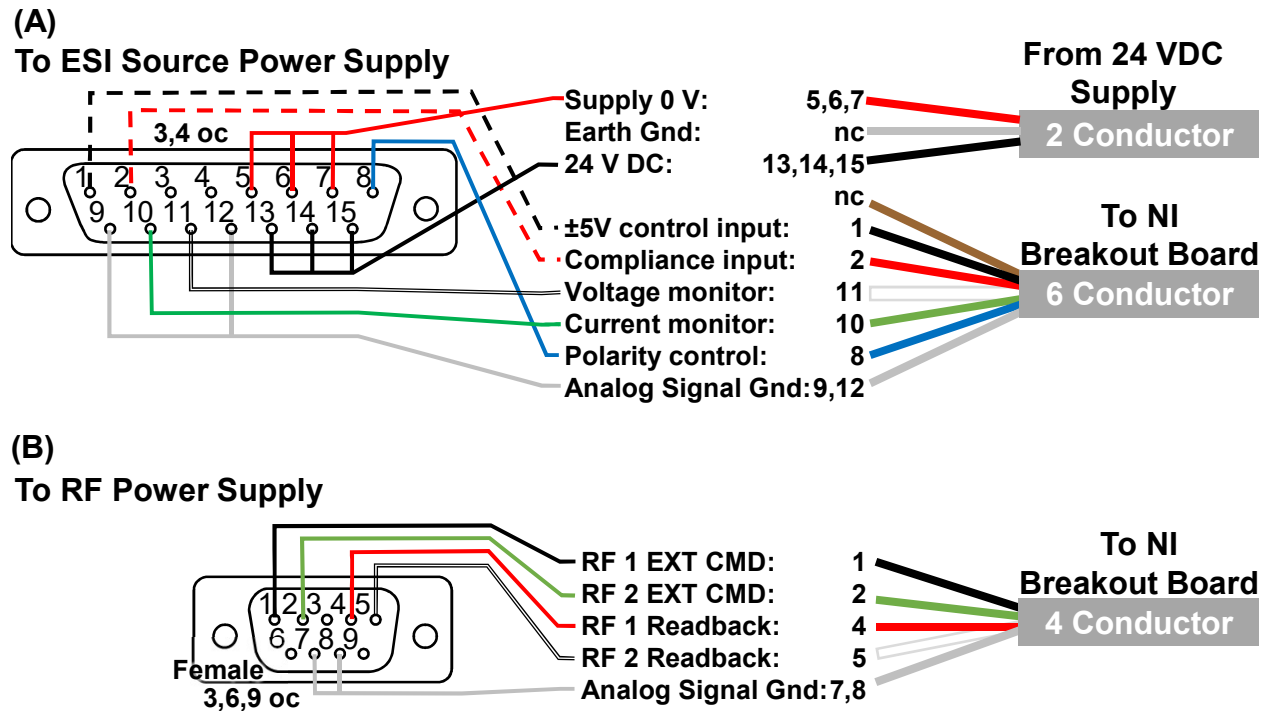 (A)
To ESI Source Power Supply
3,4 oc
1 2 3 4 5 6 7 8
9 10 11 12 13 14 15
Supply 0 V: 5,6,7
Earth Gnd: nc
24 V DC: 13,14,15
nc
±5V control input: 1
Compliance input: 2
Voltage monitor: 11
Current monitor: 10
Polarity control: 8
Analog Signal Gnd: 9,12
From 24 VDC
Supply
2 Conductor
To NI
Breakout Board
6 Conductor
(B)
To RF Power Supply
1 2 3 4 5
6 7 8 9
Female
3,6,9 oc
RF 1 EXT CMD: 1
RF 2 EXT CMD: 2
RF 1 Readback: 4
RF 2 Readback: 5
Analog Signal Gnd: 7,8
To NI
Breakout Board
4 Conductor